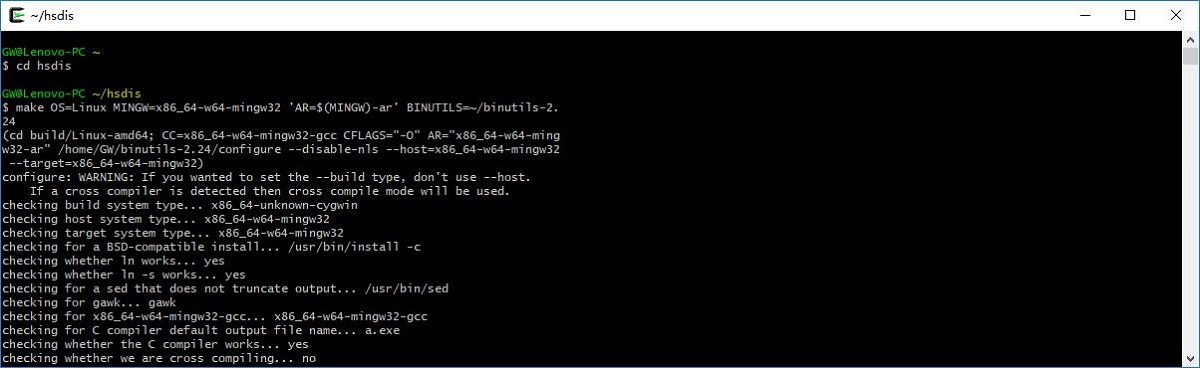 ~/hsdis
GW@Lenovo-PC ~
$ cd hsdis
GW@Lenovo-PC ~/hsdis
$ make OS=Linux MINGW=x86_64-w64-mingw32 'AR=$(MINGW)-ar' BINUTILS=~/binutils-2.
24
(cd build/Linux-amd64; CC=x86_64-w64-mingw32-gcc CFLAGS="-O" AR="x86_64-w64-ming
w32-ar" /home/GW/binutils-2.24/configure --disable-nls --host=x86_64-w64-mingw32
 --target=x86_64-w64-mingw32)
configure: WARNING: If you wanted to set the --build type, don't use --host.
    If a cross compiler is detected then cross compile mode will be used.
checking build system type... x86_64-unknown-cygwin
checking host system type... x86_64-w64-mingw32
checking target system type... x86_64-w64-mingw32
checking for a BSD-compatible install... /usr/bin/install -c
checking whether ln works... yes
checking whether ln -s works... yes
checking for a sed that does not truncate output... /usr/bin/sed
checking for gawk... gawk
checking for x86_64-w64-mingw32-gcc... x86_64-w64-mingw32-gcc
checking for C compiler default output file name... a.exe
checking whether the C compiler works... yes
checking whether we are cross compiling... no